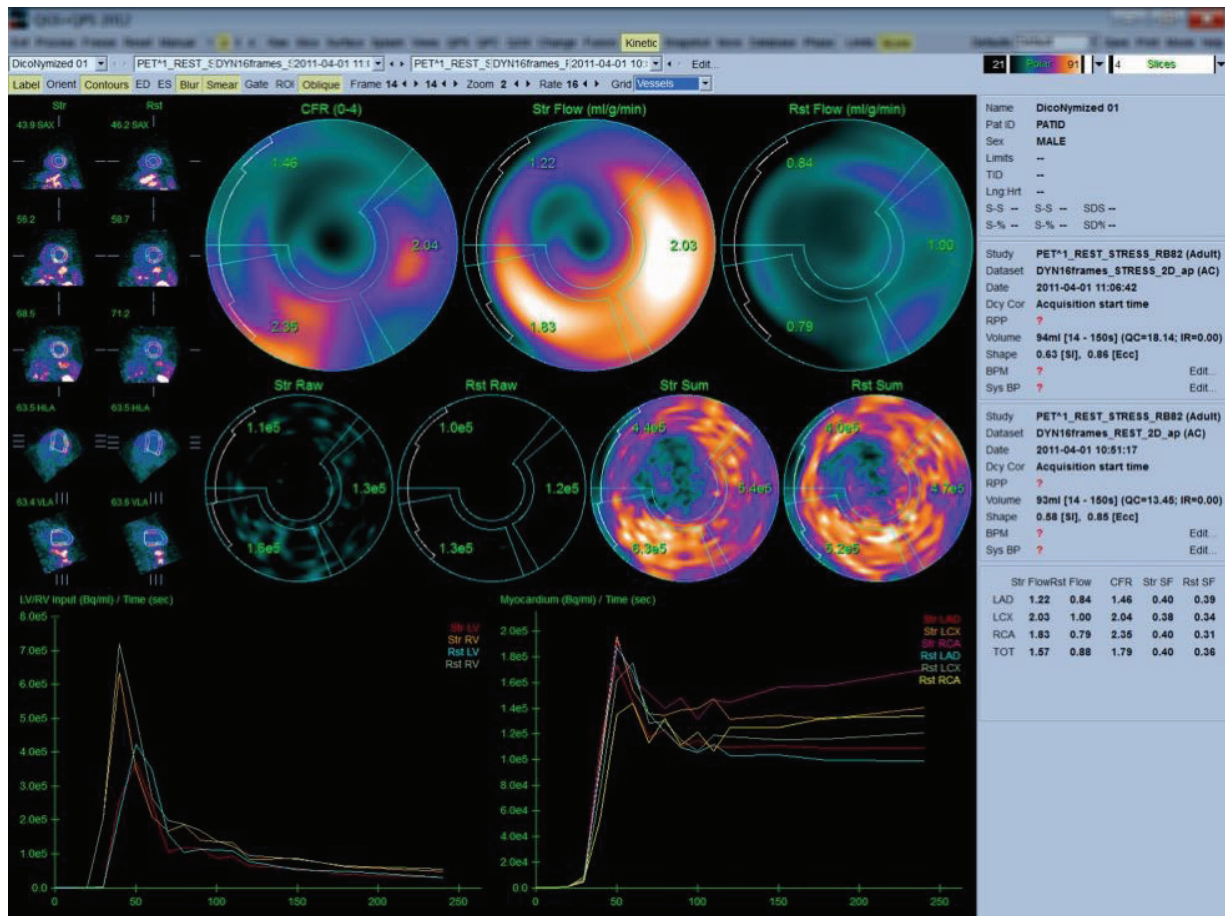 QGS+QPS 2012
Kinetic
DicoNymized 01 PET^1_REST_S DYN16frames_S 2011-04-01 11:0 PET^1_REST_S DYN16frames_F 2011-04-01 10: Edit...
21 Polar 91 4 Slices
Label Orient Contours ED ES Blur Smear Gate ROI Oblique Frame 14 14 Zoom 2 Rate 16 Grid Vessels
Str Rst
43.9 SAX 46.2 SAX
56.2 58.7
68.5 71.2
63.5 HLA 63.5 HLA
63.4 VLA 63.6 VLA
CFR (0-4)
1.46
2.04
2.35
Str Flow (ml/g/min)
1.22
2.03
1.83
Rst Flow (ml/g/min)
0.84
1.00
0.79
Str Raw
1.1e5
1.3e5
1.6e5
Rst Raw
1.0e5
1.2e5
1.3e5
Str Sum
4.4e5
5.4e5
6.3e5
Rst Sum
4.0e5
4.7e5
5.2e5
LV/RV Input (Bq/ml) / Time (sec)
8.0e5
7.0e5
6.0e5
5.0e5
4.0e5
3.0e5
2.0e5
1.0e5
0.0
0 50 100 150 200 250
Str LV
Str RV
Rst LV
Rst RV
Myocardium (Bq/ml) / Time (sec)
2.0e5
1.8e5
1.6e5
1.4e5
1.2e5
1.0e5
8.0e4
6.0e4
4.0e4
2.0e4
0.0
0 50 100 150 200 250
Str LAD
Str LCX
Str RCA
Rst LAD
Rst LCX
Rst RCA
Name DicoNymized 01
Pat ID PATID
Sex MALE
Limits --
TID --
Lng:Hrt --
S-S -- S-S -- SDS --
S-% -- S-% -- SD% --
Study PET^1_REST_STRESS_RB82 (Adult)
Dataset DYN16frames_STRESS_2D_ap (AC)
Date 2011-04-01 11:06:42
Dcy Cor Acquisition start time
RPP ?
Volume 94ml [14 - 150s] (QC=18.14; IR=0.00)
Shape 0.63 [SI], 0.86 [Ecc]
BPM ? Edit...
Sys BP ? Edit...
Study PET^1_REST_STRESS_RB82 (Adult)
Dataset DYN16frames_REST_2D_ap (AC)
Date 2011-04-01 10:51:17
Dcy Cor Acquisition start time
RPP ?
Volume 93ml [14 - 150s] (QC=13.45; IR=0.00)
Shape 0.58 [SI], 0.85 [Ecc]
BPM ? Edit...
Sys BP ? Edit...
Str Flow Rst Flow CFR Str SF Rst SF
LAD 1.22 0.84 1.46 0.40 0.39
LCX 2.03 1.00 2.04 0.38 0.34
RCA 1.83 0.79 2.35 0.40 0.31
TOT 1.57 0.88 1.79 0.40 0.36